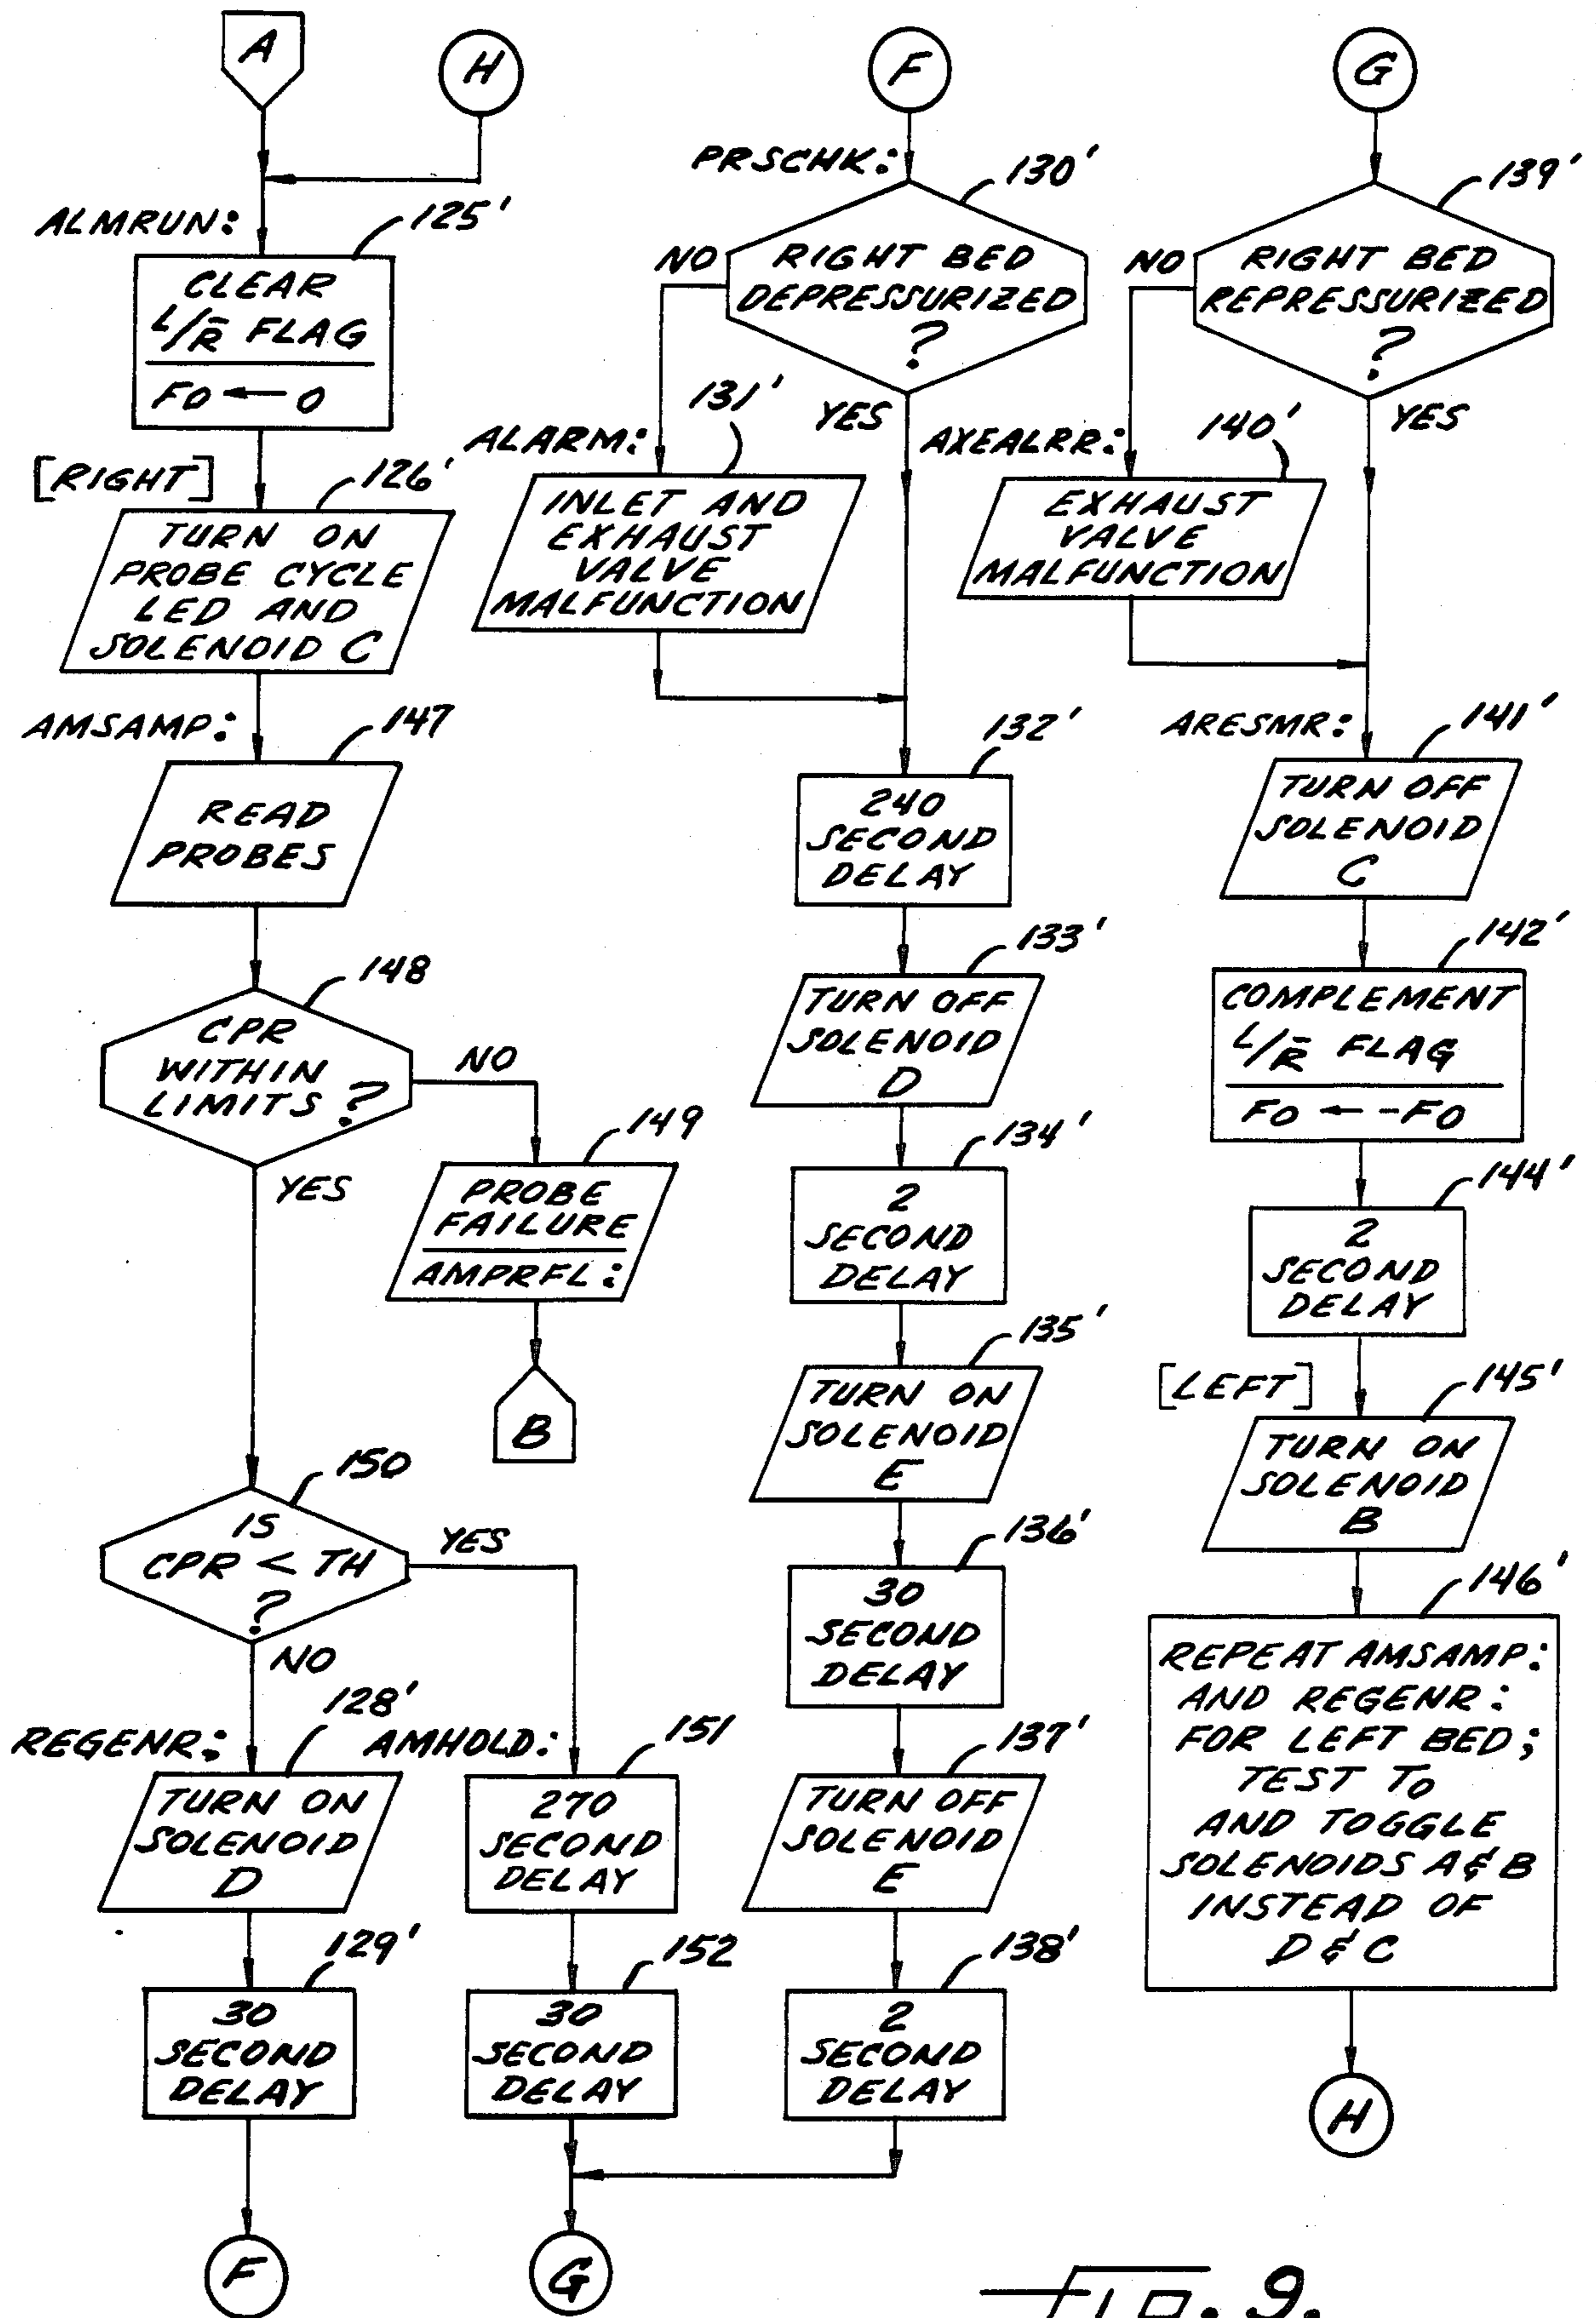 A
H
ALMRUN:
125'
CLEAR
L/R̄ FLAG
F0 ← 0
[RIGHT]
126'
TURN ON
PROBE CYCLE
LED AND
SOLENOID C
AMSAMP:
147
READ
PROBES
148
CPR
WITHIN
LIMITS ?
NO
YES
149
PROBE
FAILURE
AMPRFL:
B
150
IS
CPR < TH
?
YES
NO
REGENR:
128'
TURN ON
SOLENOID
D
129'
30
SECOND
DELAY
F
AMHOLD:
151
270
SECOND
DELAY
152
30
SECOND
DELAY
G
F
PRSCHK:
130'
RIGHT BED
DEPRESSURIZED
?
NO
YES
ALARM:
131'
INLET AND
EXHAUST
VALVE
MALFUNCTION
132'
240
SECOND
DELAY
133'
TURN OFF
SOLENOID
D
134'
2
SECOND
DELAY
135'
TURN ON
SOLENOID
E
136'
30
SECOND
DELAY
137'
TURN OFF
SOLENOID
E
138'
2
SECOND
DELAY
G
139'
RIGHT BED
REPRESSURIZED
?
NO
YES
AXEALRR:
140'
EXHAUST
VALVE
MALFUNCTION
ARESMR:
141'
TURN OFF
SOLENOID
C
142'
COMPLEMENT
L/R̄ FLAG
F0 ← -F0
144'
2
SECOND
DELAY
[LEFT]
145'
TURN ON
SOLENOID
B
146'
REPEAT AMSAMP:
AND REGENR:
FOR LEFT BED;
TEST T0
AND TOGGLE
SOLENOIDS A & B
INSTEAD OF
D & C
H
FIG. 9.